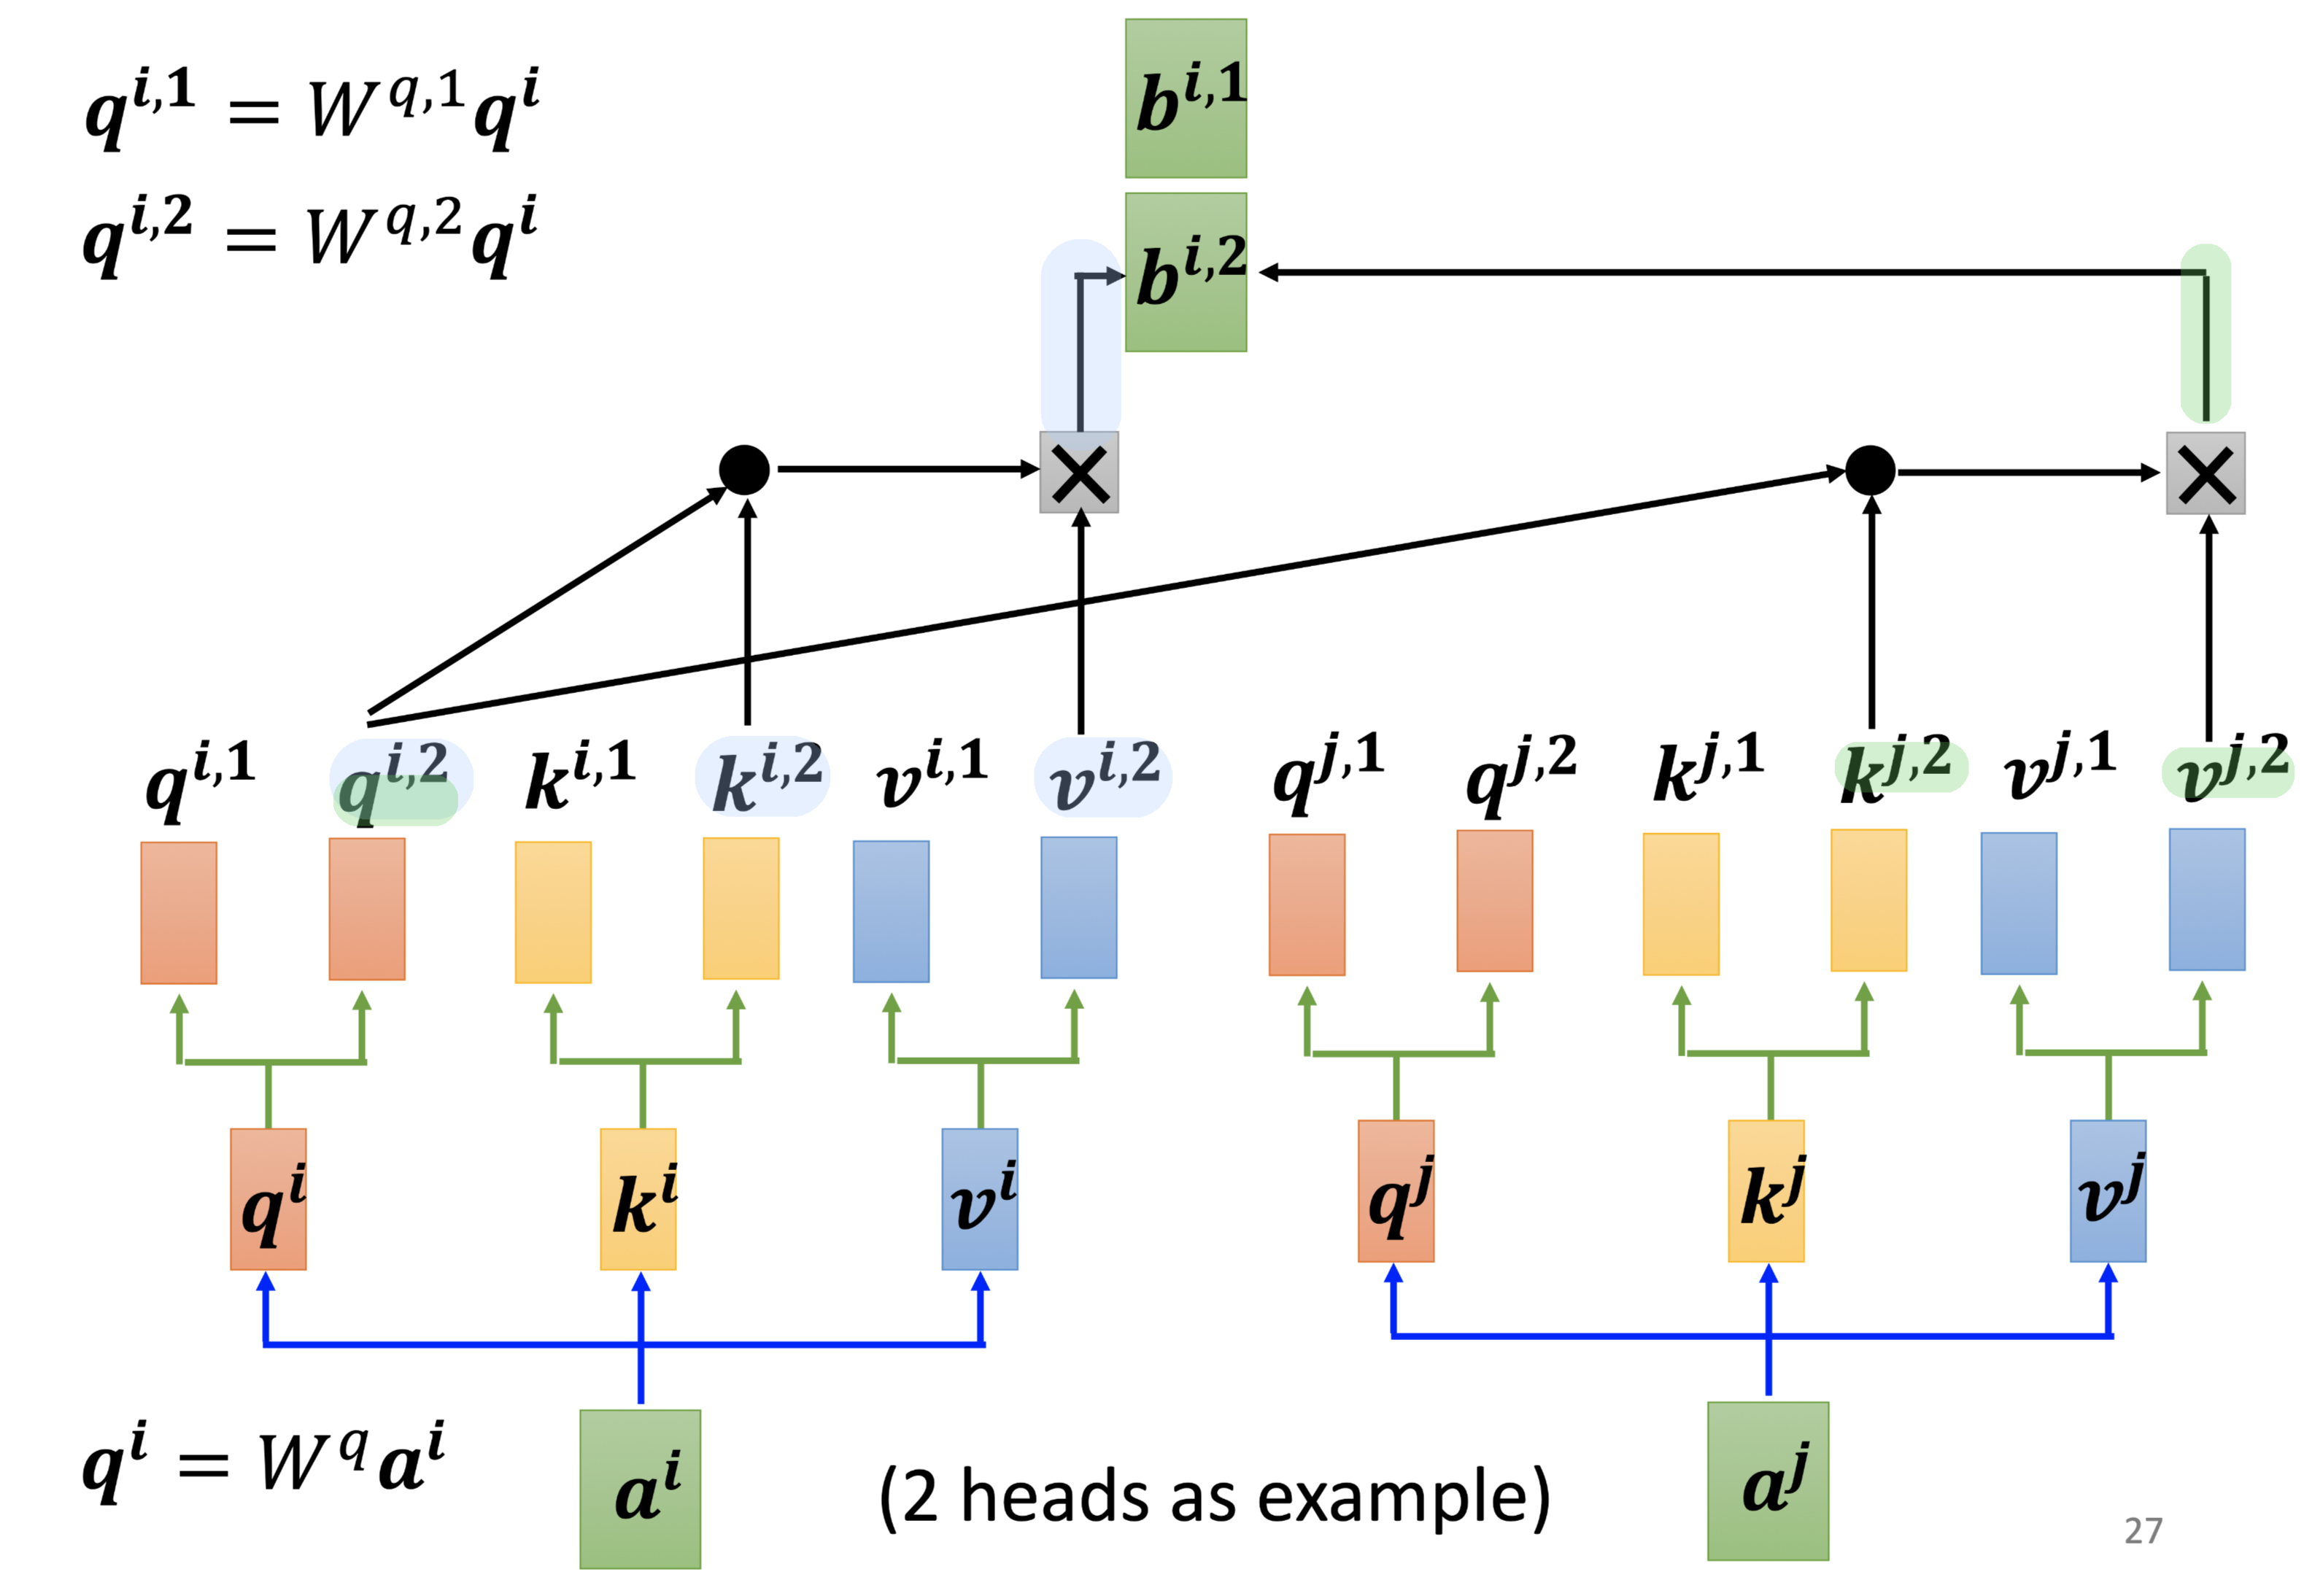 q^{i,1} = W^{q,1} q^i
q^{i,2} = W^{q,2} q^i
b^{i,1}
b^{i,2}
q^{i,1} q^{i,2} k^{i,1} k^{i,2} v^{i,1} v^{i,2} q^{j,1} q^{j,2} k^{j,1} k^{j,2} v^{j,1} v^{j,2}
q^i k^i v^i q^j k^j v^j
q^i = W^q a^i
a^i
(2 heads as example)
a^j
27